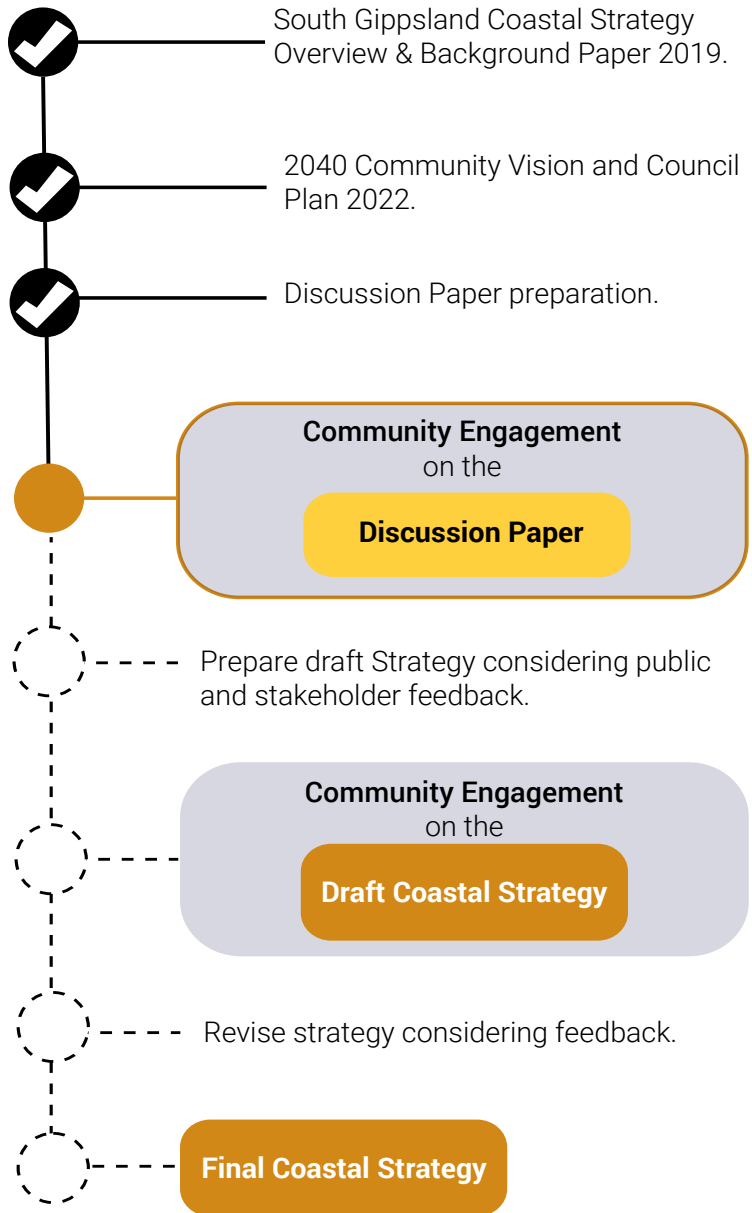 South Gippsland Coastal Strategy
Overview & Background Paper 2019.
2040 Community Vision and Council
Plan 2022.
Discussion Paper preparation.
Community Engagement
on the
Discussion Paper
Prepare draft Strategy considering public
and stakeholder feedback.
Community Engagement
on the
Draft Coastal Strategy
Revise strategy considering feedback.
Final Coastal Strategy